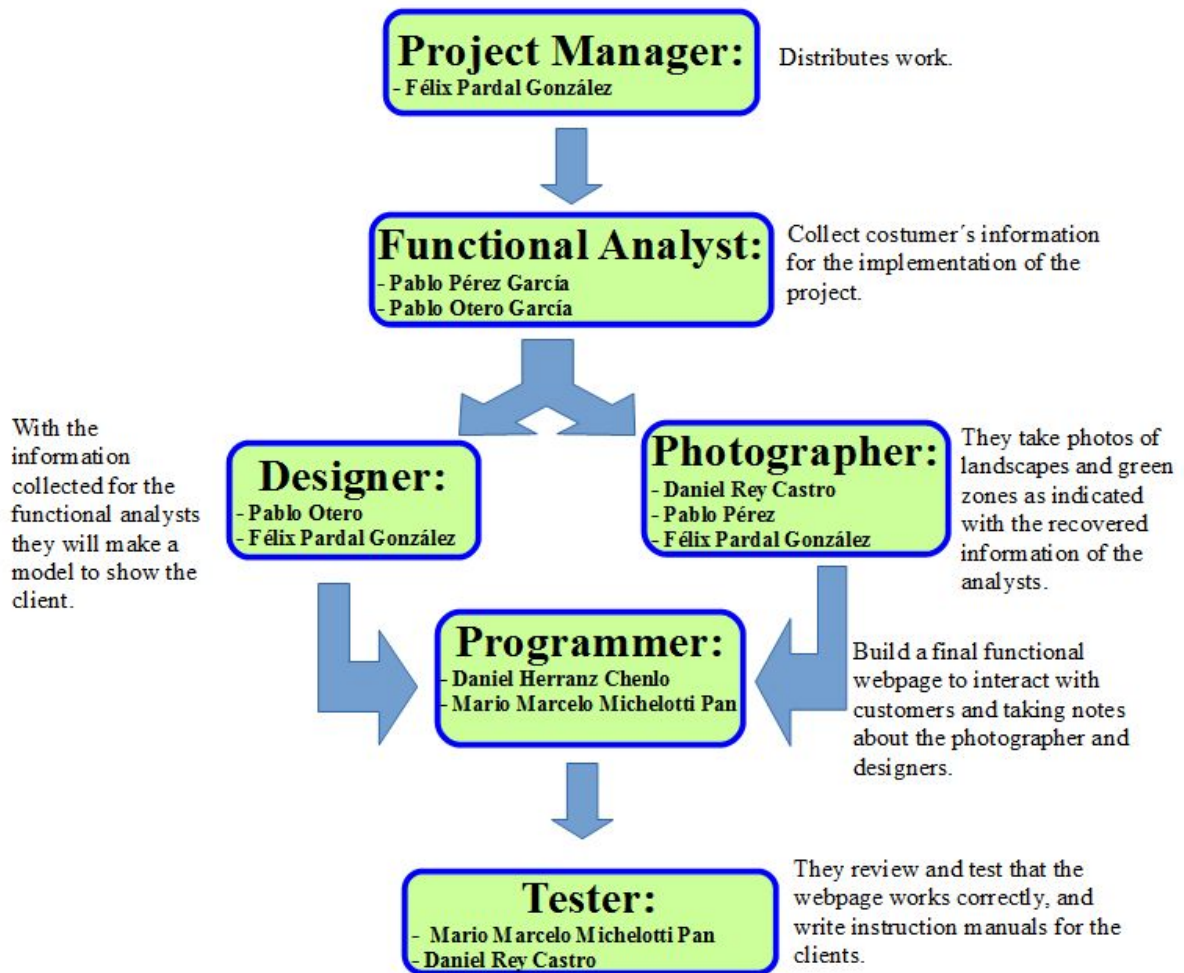 Project Manager:
- Félix Pardal González
Distributes work.
Functional Analyst:
- Pablo Pérez García
- Pablo Otero García
Collect costumer´s information
for the implementation of the
project.
With the
information
collected for the
functional analysts
they will make a
model to show the
client.
Designer:
- Pablo Otero
- Félix Pardal González
Photographer:
- Daniel Rey Castro
- Pablo Pérez
- Félix Pardal González
They take photos of
landscapes and green
zones as indicated
with the recovered
information of the
analysts.
Programmer:
- Daniel Herranz Chenlo
- Mario Marcelo Michelotti Pan
Build a final functional
webpage to interact with
customers and taking notes
about the photographer and
designers.
Tester:
- Mario Marcelo Michelotti Pan
- Daniel Rey Castro
They review and test that the
webpage works correctly, and
write instruction manuals for the
clients.